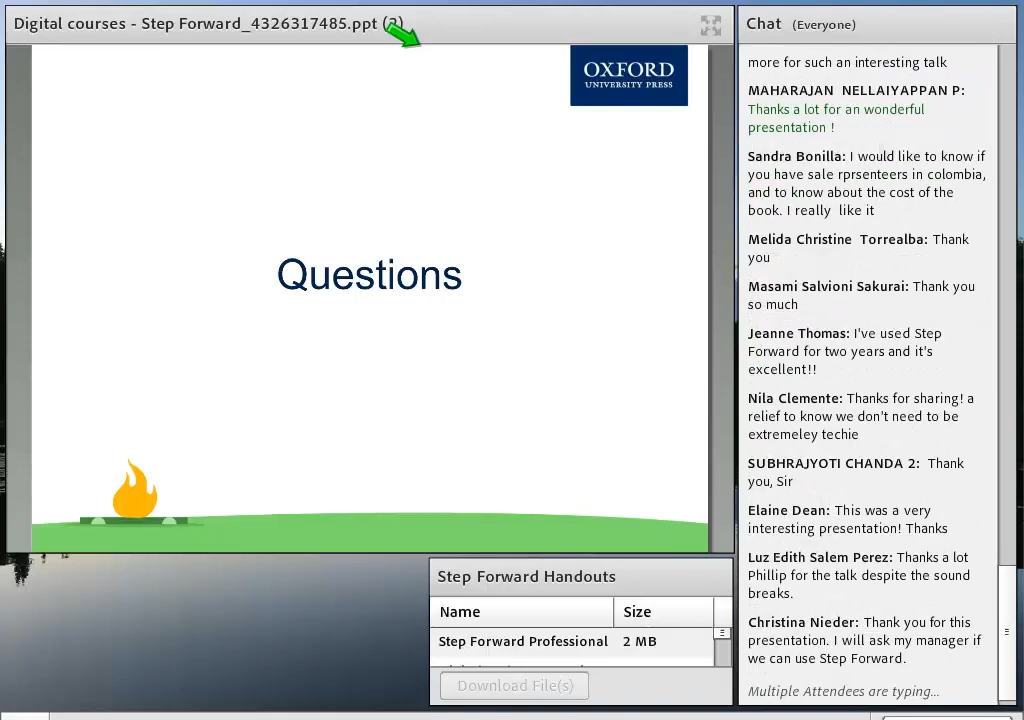 Digital courses - Step Forward_4326317485.ppt (2)
OXFORD
UNIVERSITY PRESS
Questions
Step Forward Handouts
Name Size
Step Forward Professional 2 MB
Download File(s)
Chat (Everyone)
more for such an interesting talk
MAHARAJAN NELLAIYAPPAN P:
Thanks a lot for an wonderful
presentation !
Sandra Bonilla: I would like to know if
you have sale rprsenteers in colombia,
and to know about the cost of the
book. I really like it
Melida Christine Torrealba: Thank
you
Masami Salvioni Sakurai: Thank you
so much
Jeanne Thomas: I've used Step
Forward for two years and it's
excellent!!
Nila Clemente: Thanks for sharing! a
relief to know we don't need to be
extremeley techie
SUBHRAJYOTI CHANDA 2: Thank
you, Sir
Elaine Dean: This was a very
interesting presentation! Thanks
Luz Edith Salem Perez: Thanks a lot
Phillip for the talk despite the sound
breaks.
Christina Nieder: Thank you for this
presentation. I will ask my manager if
we can use Step Forward.
Multiple Attendees are typing...